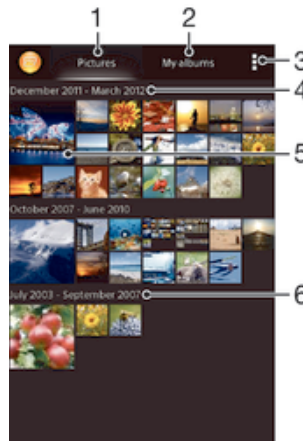 1 2
Pictures My albums 3
December 2011 - March 2012 4
5
October 2007 - June 2010
July 2003 - September 2007 6